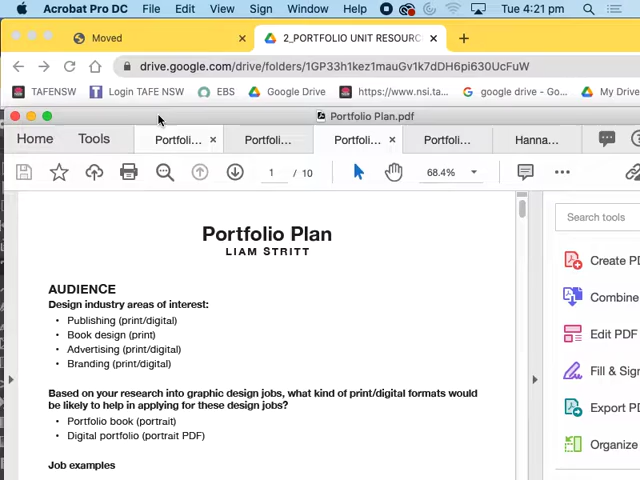 Acrobat Pro DC File Edit View Sign Window Help Tue 4:21 pm
Moved × 2_PORTFOLIO UNIT RESOURC × +
drive.google.com/drive/folders/1GP33h1kez1mauGv1k7dDH6pi630UcFuW
TAFENSW Login TAFE NSW EBS https://www.nsi.ta... google drive - Go... My Drive
Portfolio Plan.pdf
Home Tools Portfoli... × Portfoli... Portfoli... × Portfoli... Hanna...
1 / 10 68.4%
Portfolio Plan
LIAM STRITT
Search tools
AUDIENCE
Design industry areas of interest:
• Publishing (print/digital)
• Book design (print)
• Advertising (print/digital)
• Branding (print/digital)
Based on your research into graphic design jobs, what kind of print/digital formats would
be likely to help in applying for these design jobs?
• Portfolio book (portrait)
• Digital portfolio (portrait PDF)
Job examples
Create PD
Combine
Edit PDF
Fill & Sign
Export PD
Organize